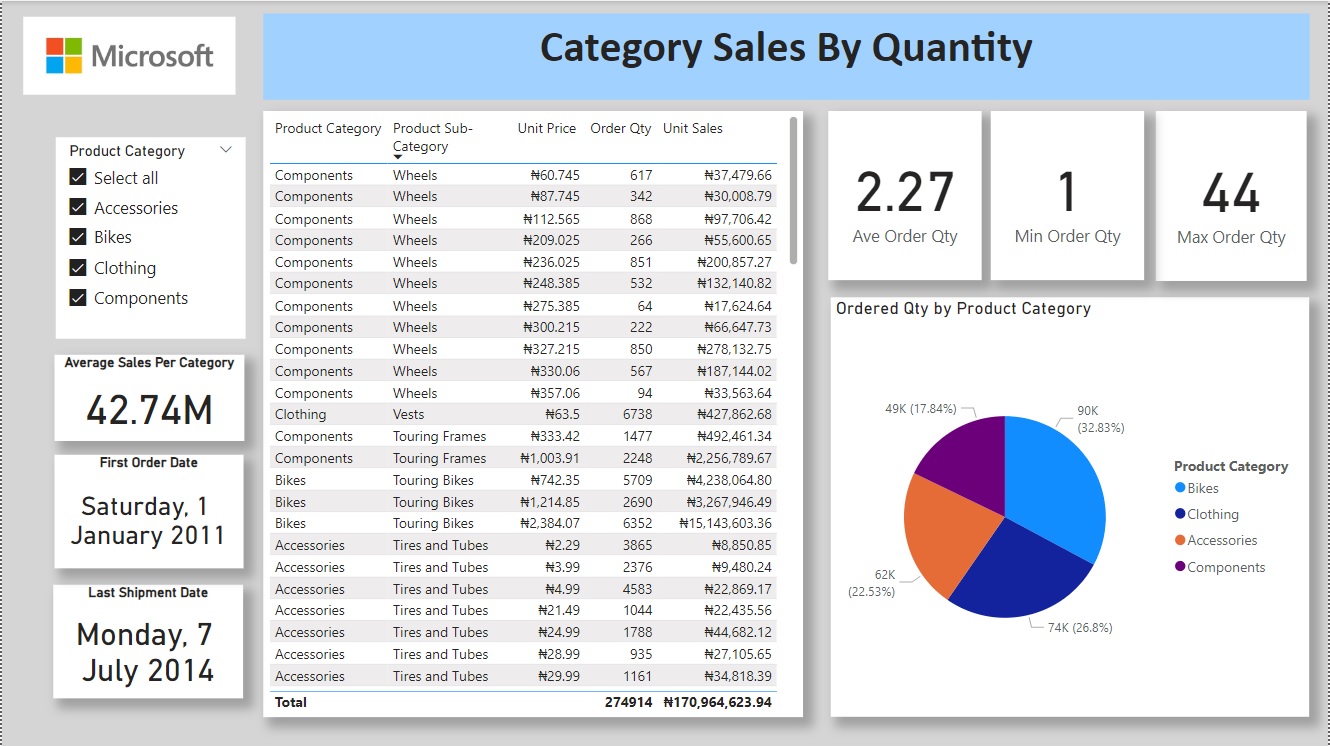 Microsoft
Category Sales By Quantity
Product Category
Select all
Accessories
Bikes
Clothing
Components
Average Sales Per Category
42.74M
First Order Date
Saturday, 1
January 2011
Last Shipment Date
Monday, 7
July 2014
Product Category Product Sub-Category Unit Price Order Qty Unit Sales
Components Wheels ₦60.745 617 ₦37,479.66
Components Wheels ₦87.745 342 ₦30,008.79
Components Wheels ₦112.565 868 ₦97,706.42
Components Wheels ₦209.025 266 ₦55,600.65
Components Wheels ₦236.025 851 ₦200,857.27
Components Wheels ₦248.385 532 ₦132,140.82
Components Wheels ₦275.385 64 ₦17,624.64
Components Wheels ₦300.215 222 ₦66,647.73
Components Wheels ₦327.215 850 ₦278,132.75
Components Wheels ₦330.06 567 ₦187,144.02
Components Wheels ₦357.06 94 ₦33,563.64
Clothing Vests ₦63.5 6738 ₦427,862.68
Components Touring Frames ₦333.42 1477 ₦492,461.34
Components Touring Frames ₦1,003.91 2248 ₦2,256,789.67
Bikes Touring Bikes ₦742.35 5709 ₦4,238,064.80
Bikes Touring Bikes ₦1,214.85 2690 ₦3,267,946.49
Bikes Touring Bikes ₦2,384.07 6352 ₦15,143,603.36
Accessories Tires and Tubes ₦2.29 3865 ₦8,850.85
Accessories Tires and Tubes ₦3.99 2376 ₦9,480.24
Accessories Tires and Tubes ₦4.99 4583 ₦22,869.17
Accessories Tires and Tubes ₦21.49 1044 ₦22,435.56
Accessories Tires and Tubes ₦24.99 1788 ₦44,682.12
Accessories Tires and Tubes ₦28.99 935 ₦27,105.65
Accessories Tires and Tubes ₦29.99 1161 ₦34,818.39
Total 274914 ₦170,964,623.94
2.27
Ave Order Qty
1
Min Order Qty
44
Max Order Qty
Ordered Qty by Product Category
49K (17.84%)
90K
(32.83%)
62K
(22.53%)
74K (26.8%)
Product Category
Bikes
Clothing
Accessories
Components